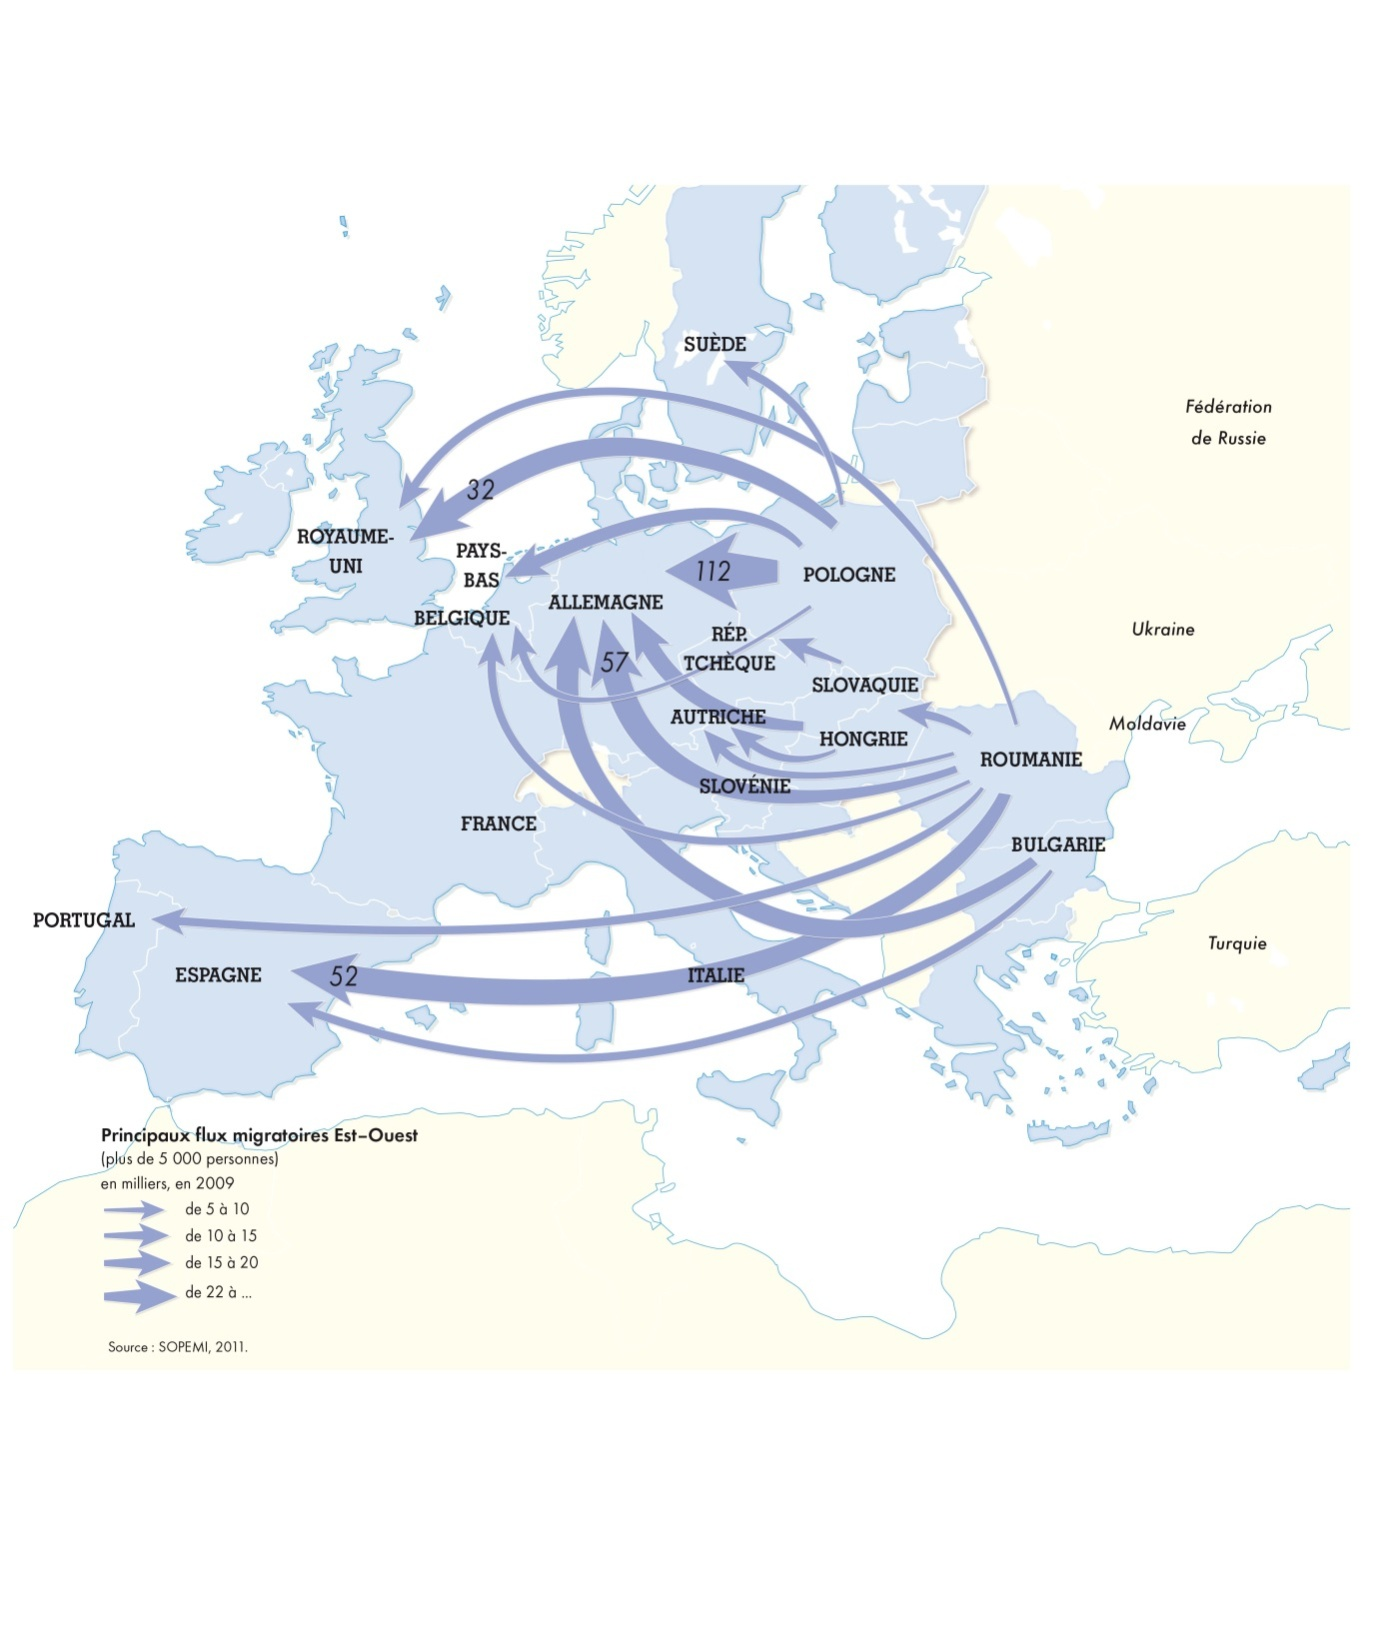 SUÈDE
Fédération
de Russie
32
ROYAUME-
UNI
PAYS-
BAS
112
POLOGNE
ALLEMAGNE
BELGIQUE
RÉP.
TCHÈQUE
57
Ukraine
SLOVAQUIE
AUTRICHE
HONGRIE
Moldavie
ROUMANIE
SLOVÉNIE
FRANCE
BULGARIE
PORTUGAL
Turquie
ESPAGNE
52
ITALIE
Principaux flux migratoires Est–Ouest
(plus de 5 000 personnes)
en milliers, en 2009
de 5 à 10
de 10 à 15
de 15 à 20
de 22 à ...
Source : SOPEMI, 2011.